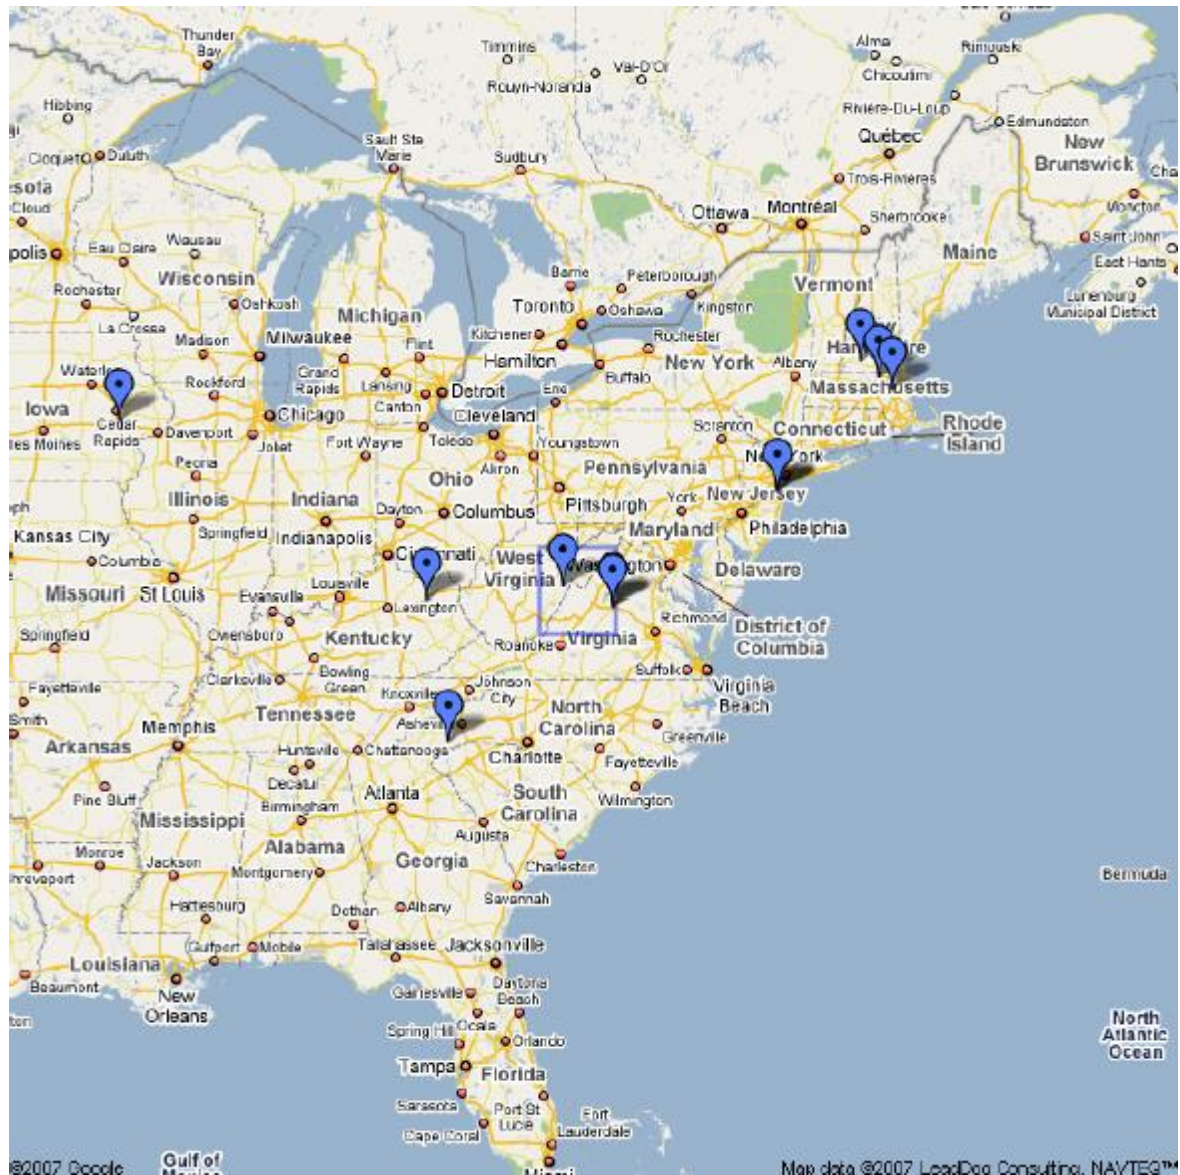 Thunder
Bay
Timmins
Rouyn-Noranda
Val-D'Or
Alma
Chicoutimi
Rimouski
Rivière-Du-Loup
Edmundston
Hibbing
Cloquet
Duluth
Sault Ste
Marie
Sudbury
Québec
New
Brunswick
Trois-Rivieres
Moncton
Cloud
Ottawa
Montréal
Sherbrooke
Saint John
East Hants
Maine
Eau Claire
Wausau
Wisconsin
Rochester
Oshkosh
La Crosse
Barrie
Peterborough
Toronto
Oshawa
Kingston
Vermont
Lunenburg
Municipal District
Michigan
Madison
Milwaukee
Kitchener
Hamilton
Rochester
New York
Buffalo
Albany
Massachusetts
Grand
Rapids
Flint
Lansing
Rockford
Canton
Detroit
Erie
Iowa
Cedar
Rapids
Chicago
Davenport
Joliet
Fort Wayne
Toledo
Cleveland
Youngstown
Scranton
Connecticut
Rhode
Island
Peoria
Akron
Ohio
Pennsylvania
Illinois
Indiana
Dayton
Columbus
Pittsburgh
York
New Jersey
Springfield
Indianapolis
Maryland
Philadelphia
Kansas City
Columbia
Missouri
St Louis
West
Virginia
Delaware
Louisville
Evansville
Lexington
Springfield
Owensboro
Kentucky
Roanoke
Virginia
Richmond
District of
Columbia
Bowling
Green
Clarksville
Suffolk
Virginia
Beach
Fayetteville
Smith
Knoxville
Johnson
City
Tennessee
Asheville
North
Carolina
Greenville
Arkansas
Memphis
Huntsville
Chattanooga
Charlotte
Fayetteville
Decatur
Pine Bluff
Birmingham
Atlanta
South
Carolina
Wilmington
Mississippi
Alabama
Augusta
Monroe
Jackson
Montgomery
Georgia
Charleston
Bermuda
Savannah
Hattiesburg
Dothan
Albany
Gulfport
Mobile
Tallahassee
Jacksonville
Louisiana
Beaumont
New
Orleans
Gainesville
Daytona
Beach
Spring Hill
Ocala
Orlando
North
Atlantic
Ocean
Tampa
Florida
Sarasota
Port St
Lucie
Fort
Lauderdale
Cape Coral
Gulf of
©2007 Google
Map data ©2007 LeadDog Consulting, NAVTEQ™